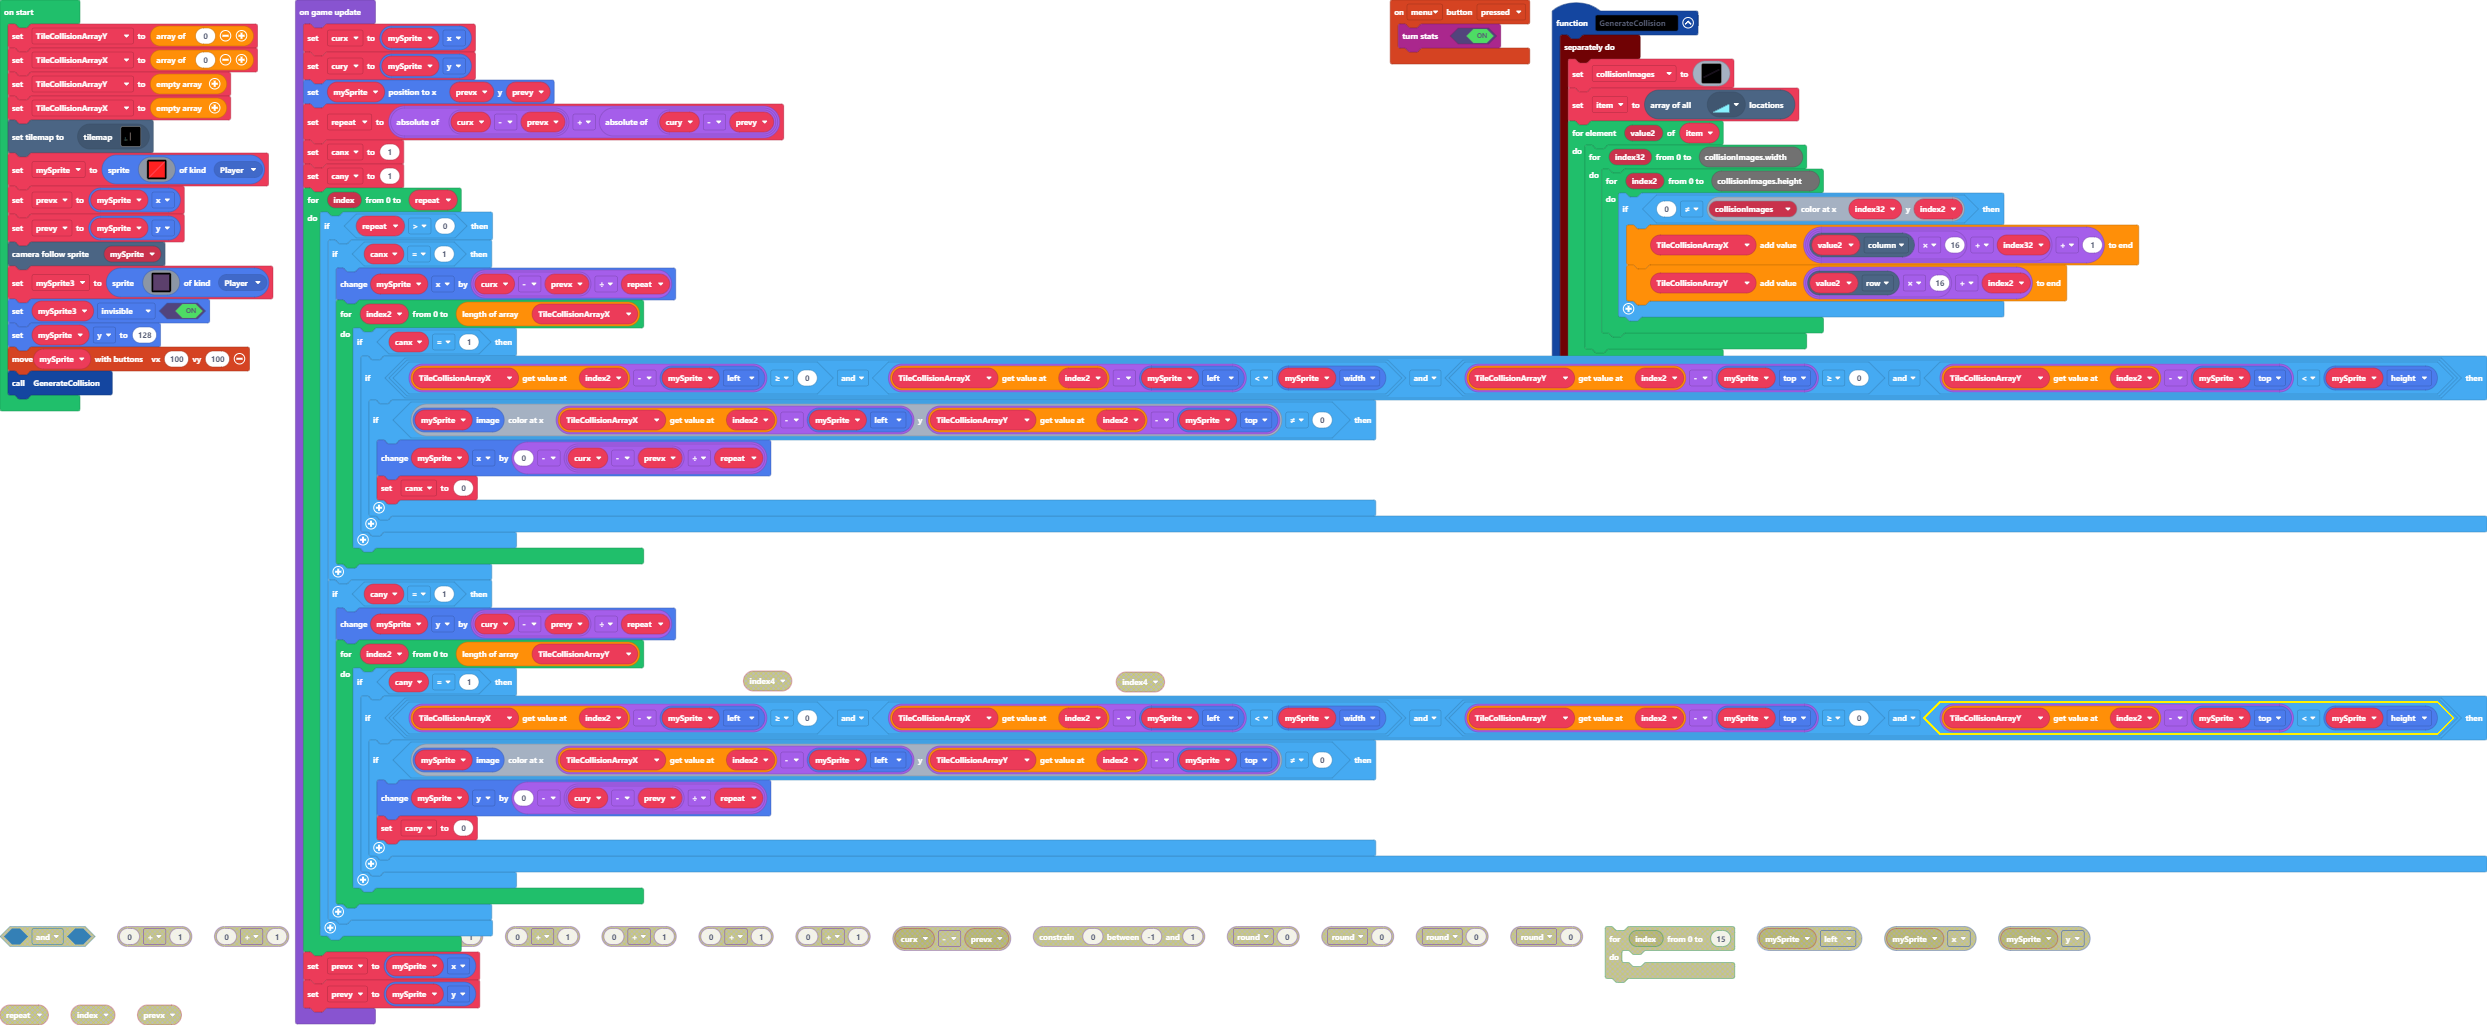 on start
set TileCollisionArrayY to array of 0
set TileCollisionArrayX to array of 0
set TileCollisionArrayY to empty array
set TileCollisionArrayX to empty array
set tilemap to tilemap
set mySprite to sprite of kind Player
set prevx to mySprite x
set prevy to mySprite y
camera follow sprite mySprite
set mySprite3 to sprite of kind Player
set mySprite3 invisible ON
set mySprite y to 128
move mySprite with buttons vx 100 vy 100
call GenerateCollision
on game update
set curx to mySprite x
set cury to mySprite y
set mySprite position to x prevx y prevy
set repeat to absolute of curx - prevx + absolute of cury - prevy
set canx to 1
set cany to 1
for index from 0 to repeat
do
if repeat > 0 then
if canx = 1 then
change mySprite x by curx - prevx ÷ repeat
for index2 from 0 to length of array TileCollisionArrayX
do
if canx = 1 then
if TileCollisionArrayX get value at index2 - mySprite left ≥ 0 and TileCollisionArrayX get value at index2 - mySprite left < mySprite width and TileCollisionArrayY get value at index2 - mySprite top ≥ 0 and TileCollisionArrayY get value at index2 - mySprite top < mySprite height then
if mySprite image color at x TileCollisionArrayX get value at index2 - mySprite left y TileCollisionArrayY get value at index2 - mySprite top ≠ 0 then
change mySprite x by 0 - curx - prevx ÷ repeat
set canx to 0
if cany = 1 then
change mySprite y by cury - prevy ÷ repeat
for index2 from 0 to length of array TileCollisionArrayY
do
if cany = 1 then
if TileCollisionArrayX get value at index2 - mySprite left ≥ 0 and TileCollisionArrayX get value at index2 - mySprite left < mySprite width and TileCollisionArrayY get value at index2 - mySprite top ≥ 0 and TileCollisionArrayY get value at index2 - mySprite top < mySprite height then
if mySprite image color at x TileCollisionArrayX get value at index2 - mySprite left y TileCollisionArrayY get value at index2 - mySprite top ≠ 0 then
change mySprite y by 0 - cury - prevy ÷ repeat
set cany to 0
set prevx to mySprite x
set prevy to mySprite y
on menu button pressed
turn stats ON
function GenerateCollision
separately do
set collisionImages to
set item to array of all locations
for element value2 of item
do
for index32 from 0 to collisionImages.width
do
for index2 from 0 to collisionImages.height
do
if 0 ≠ collisionImages color at x index32 y index2 then
TileCollisionArrayX add value value2 column × 16 + index32 + 1 to end
TileCollisionArrayY add value value2 row × 16 + index2 to end
index4
index4
and
0 + 1
0 + 1
1
0 + 1
0 + 1
0 + 1
0 + 1
curx - prevx
constrain 0 between -1 and 1
round 0
round 0
round 0
round 0
for index from 0 to 15
do
mySprite left
mySprite x
mySprite y
repeat
index
prevx